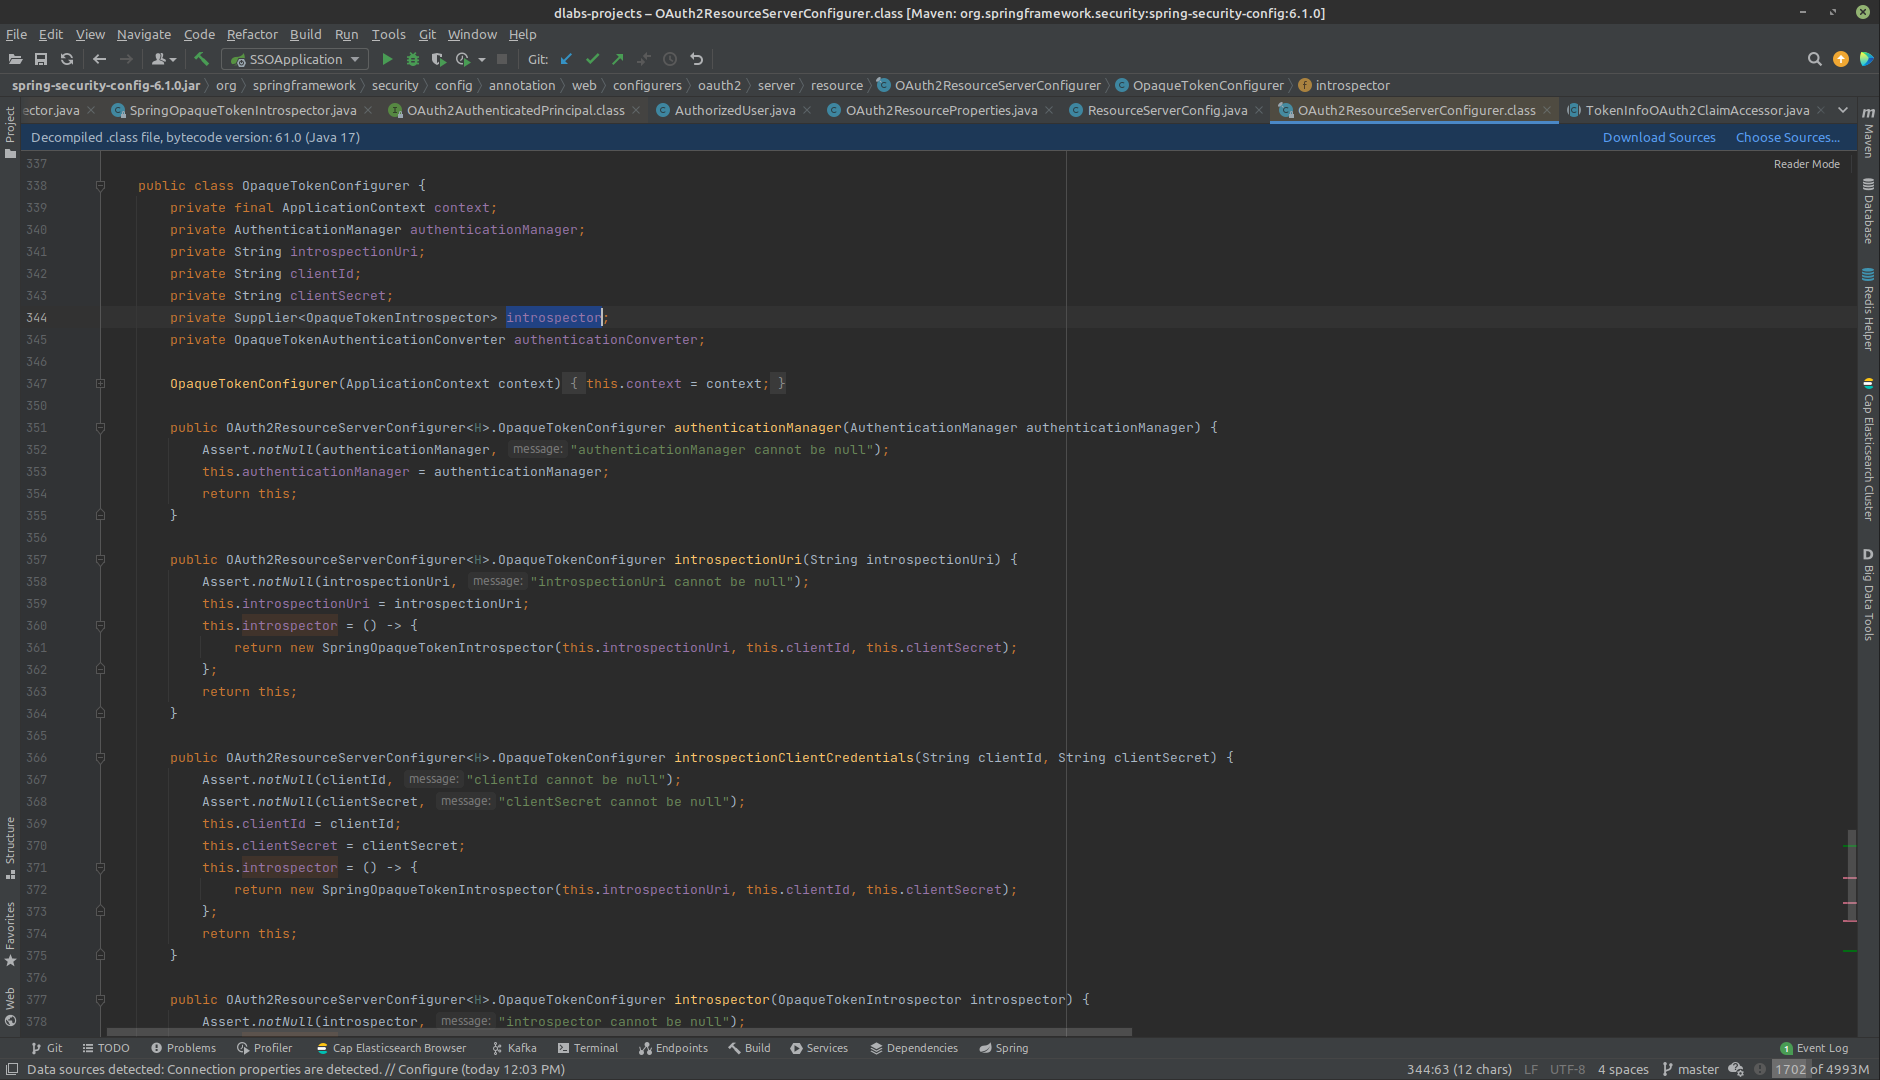 dlabs-projects – OAuth2ResourceServerConfigurer.class [Maven: org.springframework.security:spring-security-config:6.1.0]
File Edit View Navigate Code Refactor Build Run Tools Git Window Help
SSOApplication Git:
spring-security-config-6.1.0.jar org springframework security config annotation web configurers oauth2 server resource OAuth2ResourceServerConfigurer OpaqueTokenConfigurer introspector
ector.java SpringOpaqueTokenIntrospector.java OAuth2AuthenticatedPrincipal.class AuthorizedUser.java OAuth2ResourceProperties.java ResourceServerConfig.java OAuth2ResourceServerConfigurer.class TokenInfoOAuth2ClaimAccessor.java
Decompiled .class file, bytecode version: 61.0 (Java 17) Download Sources Choose Sources...
Reader Mode
337
338 public class OpaqueTokenConfigurer {
339 private final ApplicationContext context;
340 private AuthenticationManager authenticationManager;
341 private String introspectionUri;
342 private String clientId;
343 private String clientSecret;
344 private Supplier<OpaqueTokenIntrospector> introspector;
345 private OpaqueTokenAuthenticationConverter authenticationConverter;
346
347 OpaqueTokenConfigurer(ApplicationContext context) { this.context = context; }
350
351 public OAuth2ResourceServerConfigurer<H>.OpaqueTokenConfigurer authenticationManager(AuthenticationManager authenticationManager) {
352 Assert.notNull(authenticationManager, message: "authenticationManager cannot be null");
353 this.authenticationManager = authenticationManager;
354 return this;
355 }
356
357 public OAuth2ResourceServerConfigurer<H>.OpaqueTokenConfigurer introspectionUri(String introspectionUri) {
358 Assert.notNull(introspectionUri, message: "introspectionUri cannot be null");
359 this.introspectionUri = introspectionUri;
360 this.introspector = () -> {
361 return new SpringOpaqueTokenIntrospector(this.introspectionUri, this.clientId, this.clientSecret);
362 };
363 return this;
364 }
365
366 public OAuth2ResourceServerConfigurer<H>.OpaqueTokenConfigurer introspectionClientCredentials(String clientId, String clientSecret) {
367 Assert.notNull(clientId, message: "clientId cannot be null");
368 Assert.notNull(clientSecret, message: "clientSecret cannot be null");
369 this.clientId = clientId;
370 this.clientSecret = clientSecret;
371 this.introspector = () -> {
372 return new SpringOpaqueTokenIntrospector(this.introspectionUri, this.clientId, this.clientSecret);
373 };
374 return this;
375 }
376
377 public OAuth2ResourceServerConfigurer<H>.OpaqueTokenConfigurer introspector(OpaqueTokenIntrospector introspector) {
378 Assert.notNull(introspector, message: "introspector cannot be null");
Project
Structure
Favorites
Web
m Maven
Database
Redis Helper
Cap Elasticsearch Cluster
D Big Data Tools
Git TODO Problems Profiler Cap Elasticsearch Browser Kafka Terminal Endpoints Build Services Dependencies Spring 1 Event Log
Data sources detected: Connection properties are detected. // Configure (today 12:03 PM) 344:63 (12 chars) LF UTF-8 4 spaces master 1702 of 4993M